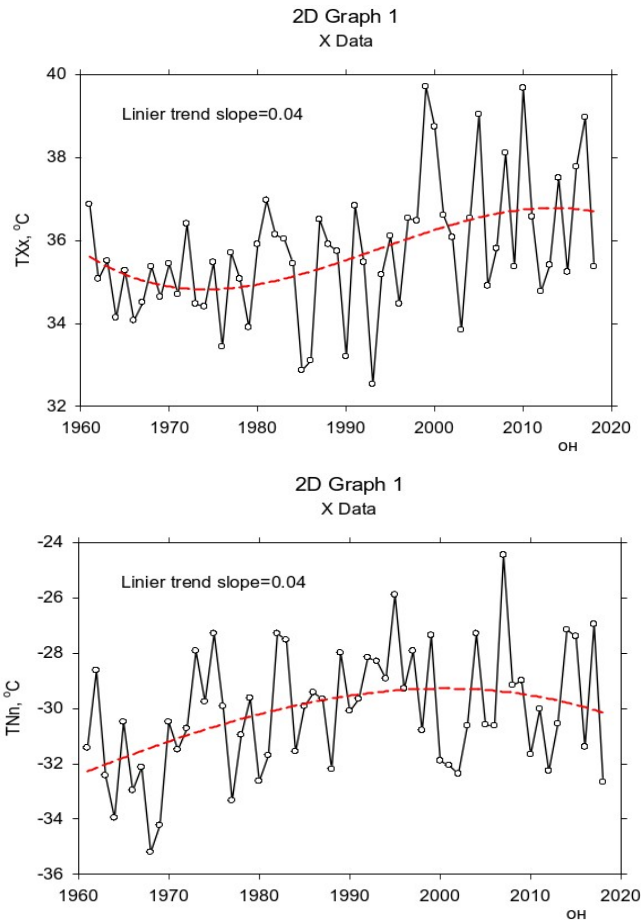 2D Graph 1
X Data
40
Linier trend slope=0.04
38
TXx, °C
36
34
32
1960 1970 1980 1990 2000 2010 2020
ОН
2D Graph 1
X Data
-24
Linier trend slope=0.04
-26
-28
TNn, °C
-30
-32
-34
-36
1960 1970 1980 1990 2000 2010 2020
ОН